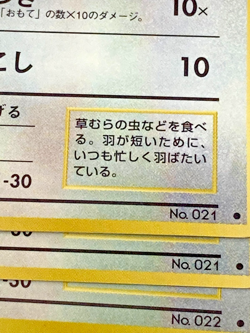 「おもて」の数×10のダメージ。
10×
こし
10
げる
-30
草むらの虫などを食べ
る。羽が短いために、
いつも忙しく羽ばたい
ている。
No. 021 ●
-30
No. 021 ●
-30
No. 022